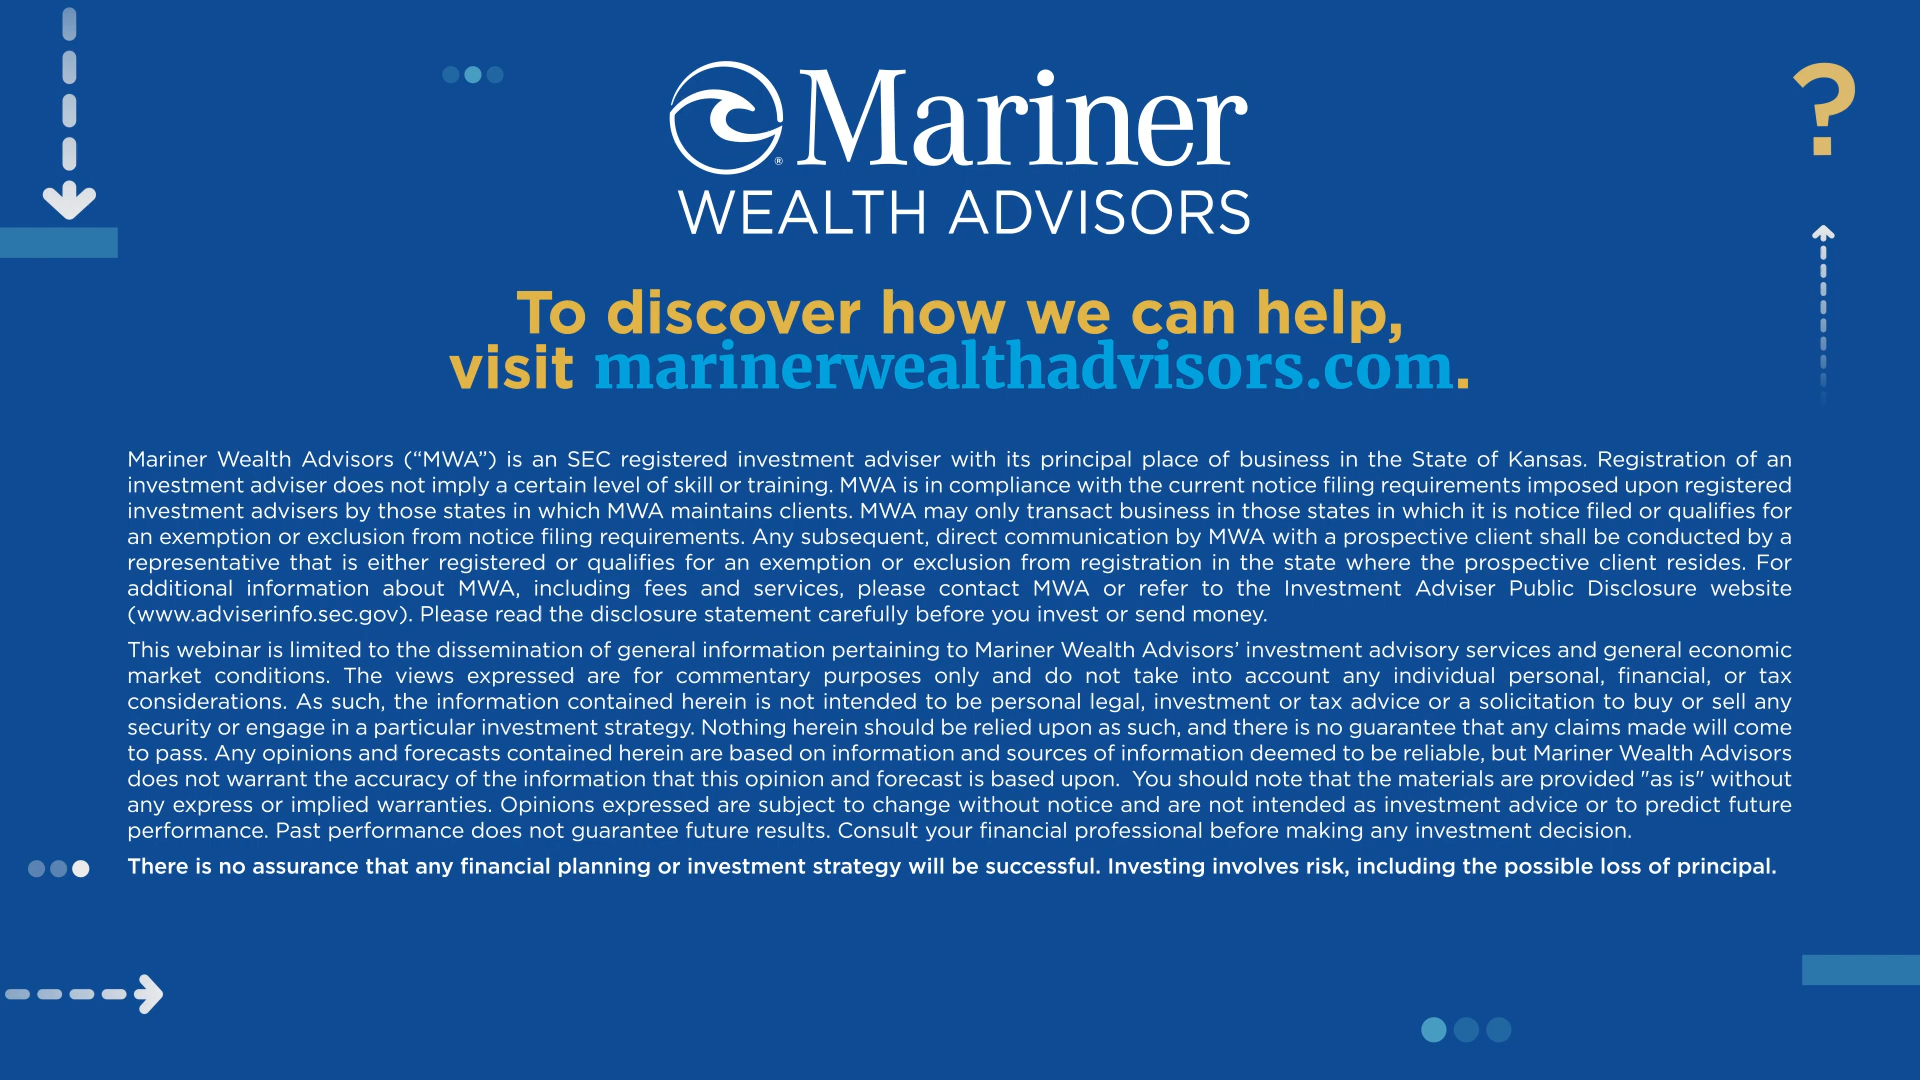 Mariner
®
WEALTH ADVISORS
?
To discover how we can help,
visit marinerwealthadvisors.com.
Mariner Wealth Advisors (“MWA”) is an SEC registered investment adviser with its principal place of business in the State of Kansas. Registration of an
investment adviser does not imply a certain level of skill or training. MWA is in compliance with the current notice filing requirements imposed upon registered
investment advisers by those states in which MWA maintains clients. MWA may only transact business in those states in which it is notice filed or qualifies for
an exemption or exclusion from notice filing requirements. Any subsequent, direct communication by MWA with a prospective client shall be conducted by a
representative that is either registered or qualifies for an exemption or exclusion from registration in the state where the prospective client resides. For
additional information about MWA, including fees and services, please contact MWA or refer to the Investment Adviser Public Disclosure website
(www.adviserinfo.sec.gov). Please read the disclosure statement carefully before you invest or send money.
This webinar is limited to the dissemination of general information pertaining to Mariner Wealth Advisors’ investment advisory services and general economic
market conditions. The views expressed are for commentary purposes only and do not take into account any individual personal, financial, or tax
considerations. As such, the information contained herein is not intended to be personal legal, investment or tax advice or a solicitation to buy or sell any
security or engage in a particular investment strategy. Nothing herein should be relied upon as such, and there is no guarantee that any claims made will come
to pass. Any opinions and forecasts contained herein are based on information and sources of information deemed to be reliable, but Mariner Wealth Advisors
does not warrant the accuracy of the information that this opinion and forecast is based upon.  You should note that the materials are provided "as is" without
any express or implied warranties. Opinions expressed are subject to change without notice and are not intended as investment advice or to predict future
performance. Past performance does not guarantee future results. Consult your financial professional before making any investment decision.
There is no assurance that any financial planning or investment strategy will be successful. Investing involves risk, including the possible loss of principal.